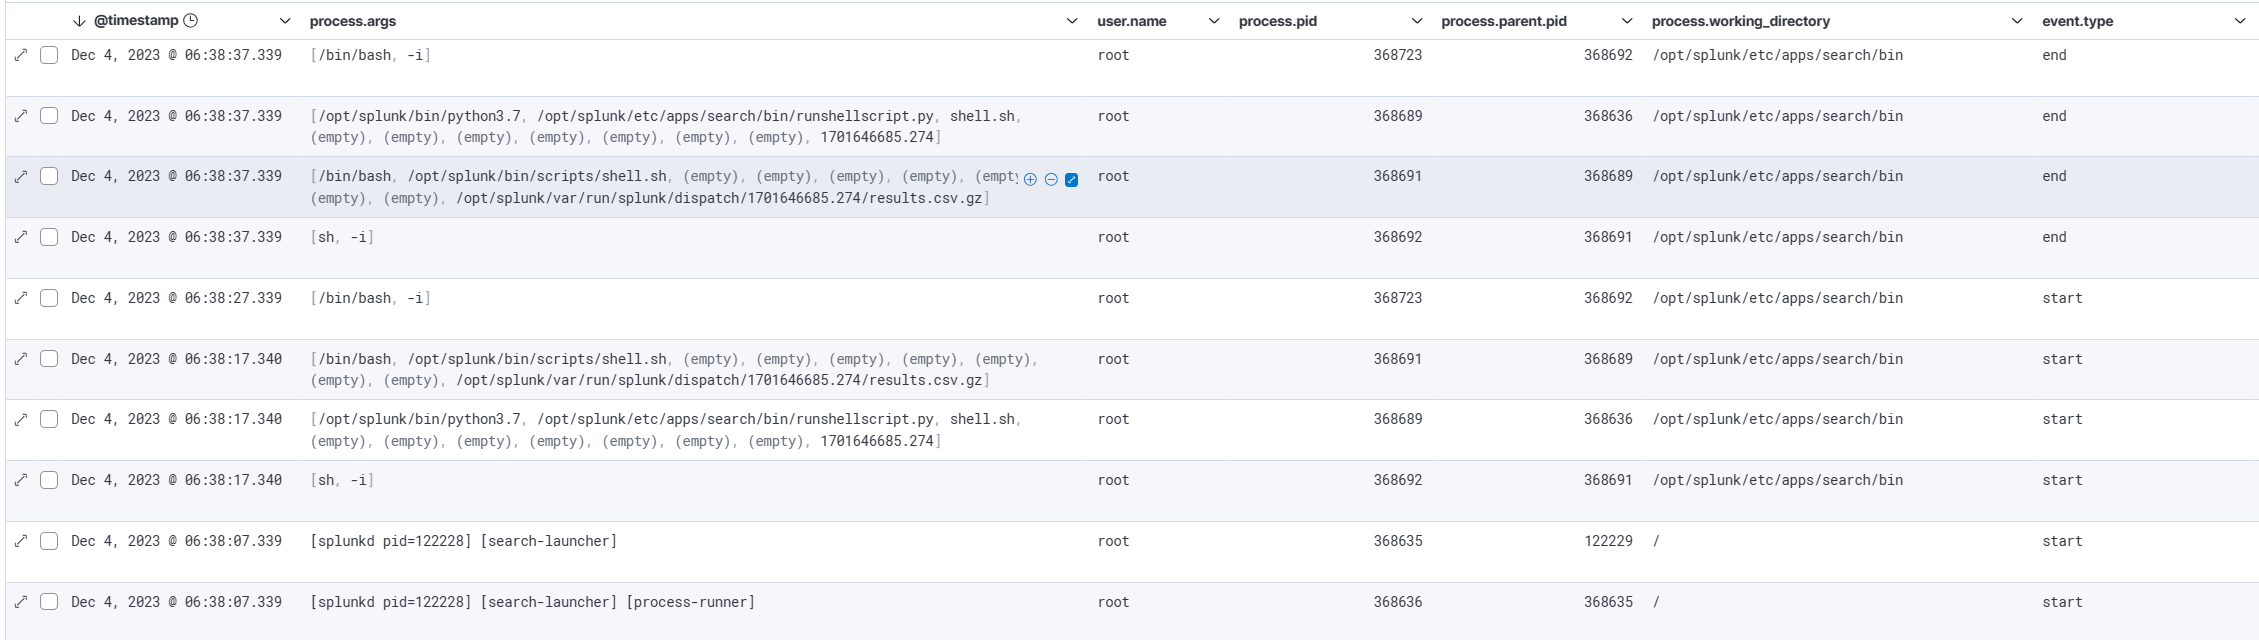 @timestamp process.args user.name process.pid process.parent.pid process.working_directory event.type
Dec 4, 2023 @ 06:38:37.339 [/bin/bash, -i] root 368723 368692 /opt/splunk/etc/apps/search/bin end
Dec 4, 2023 @ 06:38:37.339 [/opt/splunk/bin/python3.7, /opt/splunk/etc/apps/search/bin/runshellscript.py, shell.sh, root 368689 368636 /opt/splunk/etc/apps/search/bin end
(empty), (empty), (empty), (empty), (empty), (empty), (empty), 1701646685.274]
Dec 4, 2023 @ 06:38:37.339 [/bin/bash, /opt/splunk/bin/scripts/shell.sh, (empty), (empty), (empty), (empty), (empty root 368691 368689 /opt/splunk/etc/apps/search/bin end
(empty), (empty), /opt/splunk/var/run/splunk/dispatch/1701646685.274/results.csv.gz]
Dec 4, 2023 @ 06:38:37.339 [sh, -i] root 368692 368691 /opt/splunk/etc/apps/search/bin end
Dec 4, 2023 @ 06:38:27.339 [/bin/bash, -i] root 368723 368692 /opt/splunk/etc/apps/search/bin start
Dec 4, 2023 @ 06:38:17.340 [/bin/bash, /opt/splunk/bin/scripts/shell.sh, (empty), (empty), (empty), (empty), (empty), root 368691 368689 /opt/splunk/etc/apps/search/bin start
(empty), (empty), /opt/splunk/var/run/splunk/dispatch/1701646685.274/results.csv.gz]
Dec 4, 2023 @ 06:38:17.340 [/opt/splunk/bin/python3.7, /opt/splunk/etc/apps/search/bin/runshellscript.py, shell.sh, root 368689 368636 /opt/splunk/etc/apps/search/bin start
(empty), (empty), (empty), (empty), (empty), (empty), (empty), 1701646685.274]
Dec 4, 2023 @ 06:38:17.340 [sh, -i] root 368692 368691 /opt/splunk/etc/apps/search/bin start
Dec 4, 2023 @ 06:38:07.339 [splunkd pid=122228] [search-launcher] root 368635 122229 / start
Dec 4, 2023 @ 06:38:07.339 [splunkd pid=122228] [search-launcher] [process-runner] root 368636 368635 / start